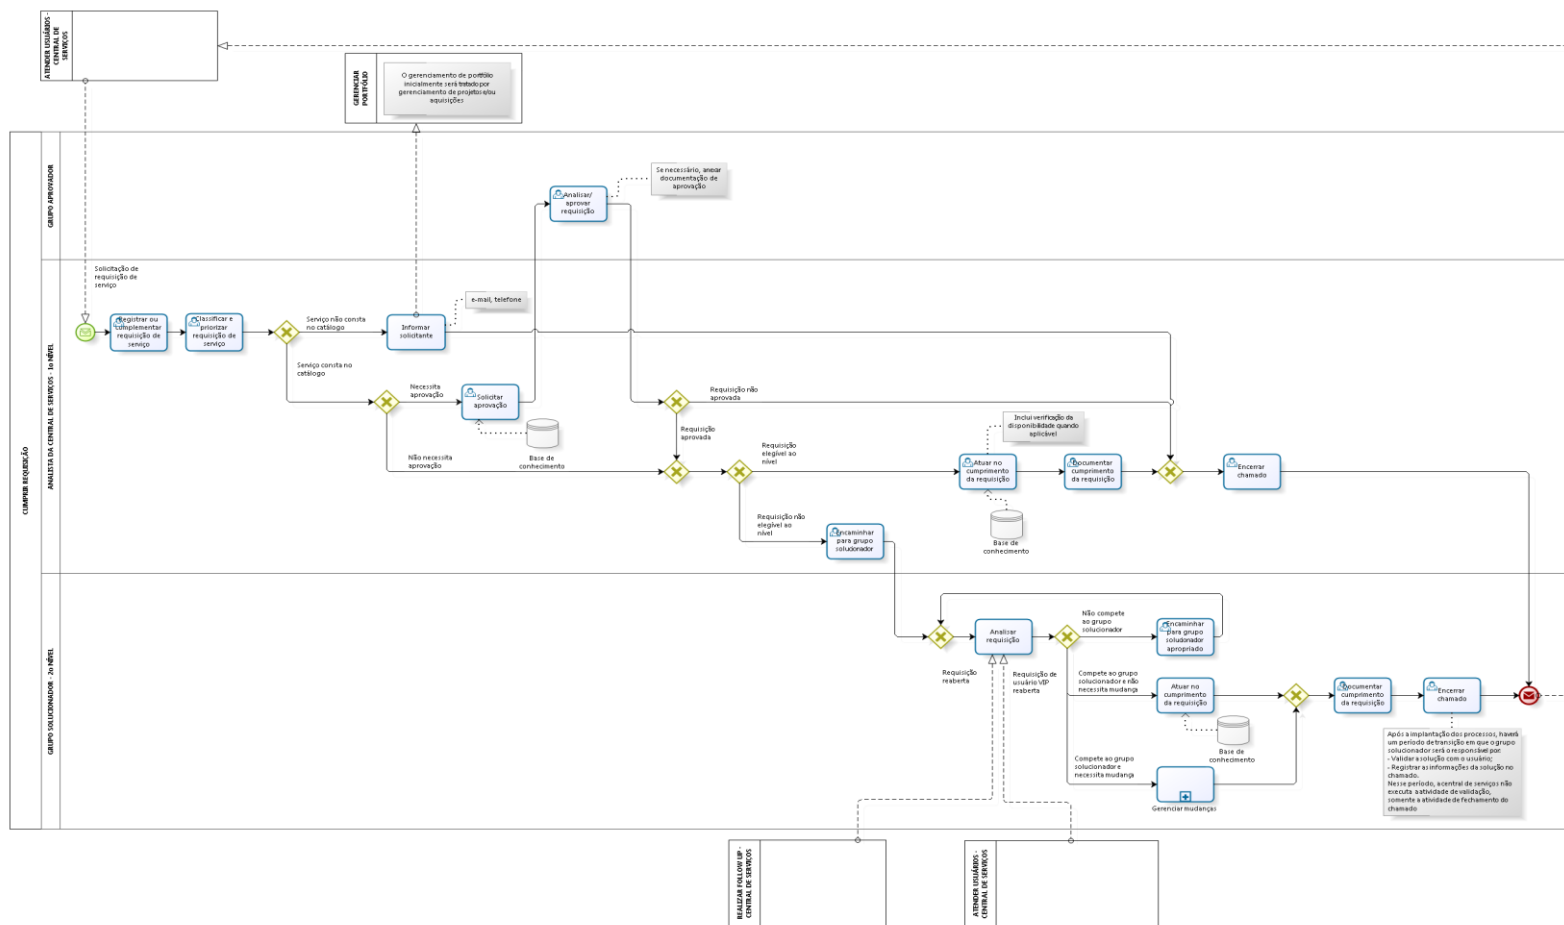 ATENDER USUÁRIOS -
CENTRAL DE
SERVIÇOS
GERENCIAR
PORTFÓLIO
O gerenciamento de portfólio
inicialmente será tratado por
gerenciamento de projetos e/ou
aquisições
CUMPRIR REQUISIÇÃO
GRUPO APROVADOR
Analisar/
aprovar
requisição
Se necessário, anexar
documentação de
aprovação
ANALISTA DA CENTRAL DE SERVIÇOS - 1o NÍVEL
Solicitação de
requisição de
serviço
Registrar ou
complementar
requisição de
serviço
Classificar e
priorizar
requisição de
serviço
Serviço não consta
no catálogo
Informar
solicitante
e-mail, telefone
Serviço consta no
catálogo
Necessita
aprovação
Solicitar
aprovação
Base de
conhecimento
Não necessita
aprovação
Requisição não
aprovada
Requisição
aprovada
Requisição
elegível ao
nível
Inclui verificação da
disponibilidade quando
aplicável
Atuar no
cumprimento
da requisição
Documentar
cumprimento
da requisição
Encerrar
chamado
Base de
conhecimento
Requisição não
elegível ao
nível
Encaminhar
para grupo
solucionador
GRUPO SOLUCIONADOR - 2o NÍVEL
Analisar
requisição
Não compete
ao grupo
solucionador
Encaminhar
para grupo
solucionador
apropriado
Requisição
reaberta
Requisição de
usuário VIP
reaberta
Compete ao grupo
solucionador e não
necessita mudança
Atuar no
cumprimento
da requisição
Base de
conhecimento
Documentar
cumprimento
da requisição
Encerrar
chamado
Compete ao grupo
solucionador e
necessita mudança
Gerenciar mudanças
Após a implantação dos processos, haverá
um período de transição em que o grupo
solucionador será o responsável por:
- Validar a solução com o usuário;
- Registrar as informações da solução no
chamado.
Nesse período, a central de serviços não
executa a atividade de validação,
somente a atividade de fechamento do
chamado
REALIZAR FOLLOW UP -
CENTRAL DE SERVIÇOS
ATENDER USUÁRIOS -
CENTRAL DE SERVIÇOS